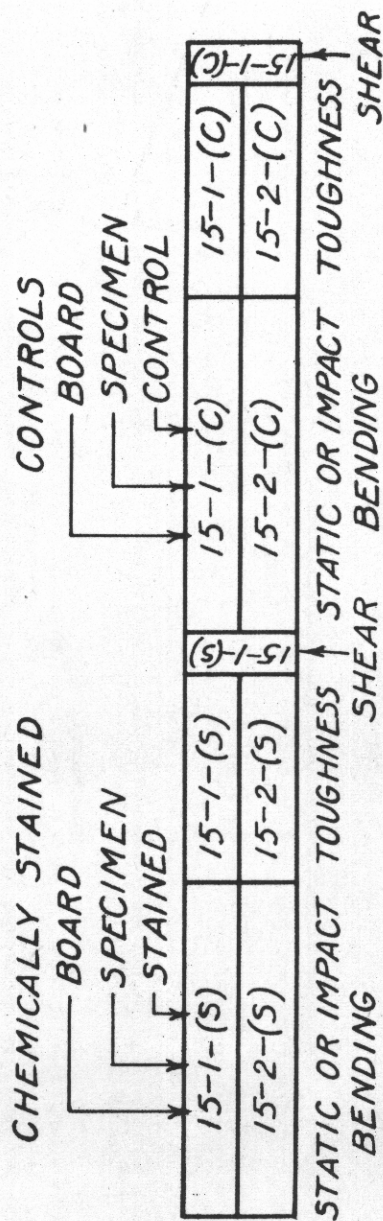 CHEMICALLY STAINED
BOARD
SPECIMEN
STAINED
CONTROLS
BOARD
SPECIMEN
CONTROL
15-1-(S)
15-1-(S)
15-1-(S)
15-1-(C)
15-1-(C)
15-1-(C)
15-2-(S)
15-2-(S)
15-2-(C)
15-2-(C)
STATIC OR IMPACT
BENDING
TOUGHNESS
SHEAR
STATIC OR IMPACT
BENDING
TOUGHNESS
SHEAR